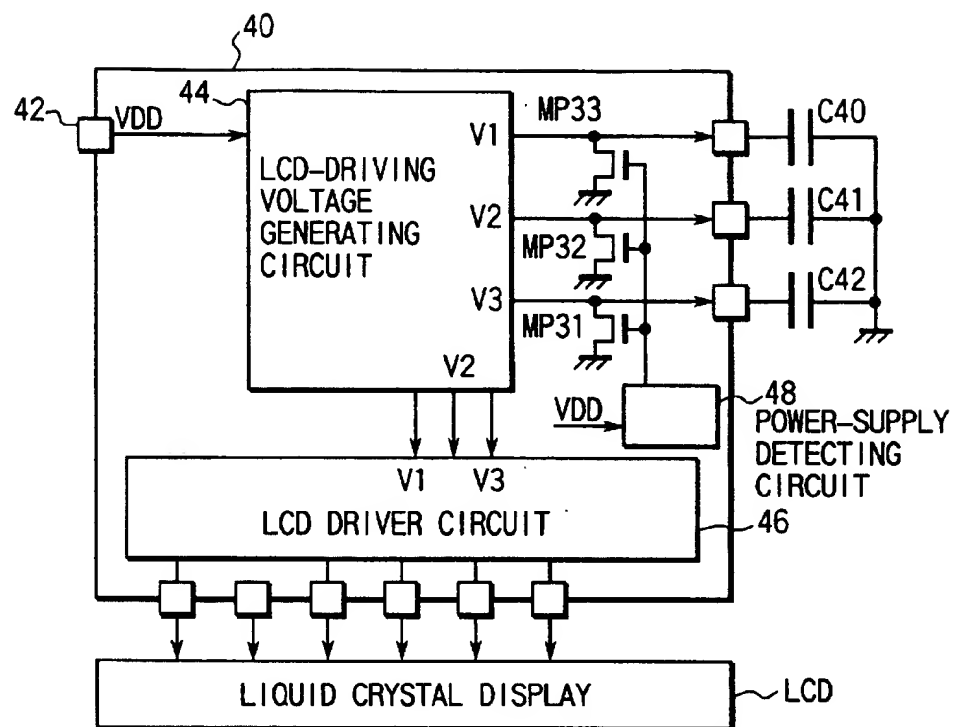 40
42
VDD
44
LCD-DRIVING
VOLTAGE
GENERATING
CIRCUIT
V1
V2
V3
V2
MP33
MP32
MP31
C40
C41
C42
VDD
48
POWER-SUPPLY
DETECTING
CIRCUIT
V1 V3
LCD DRIVER CIRCUIT
46
LIQUID CRYSTAL DISPLAY
LCD